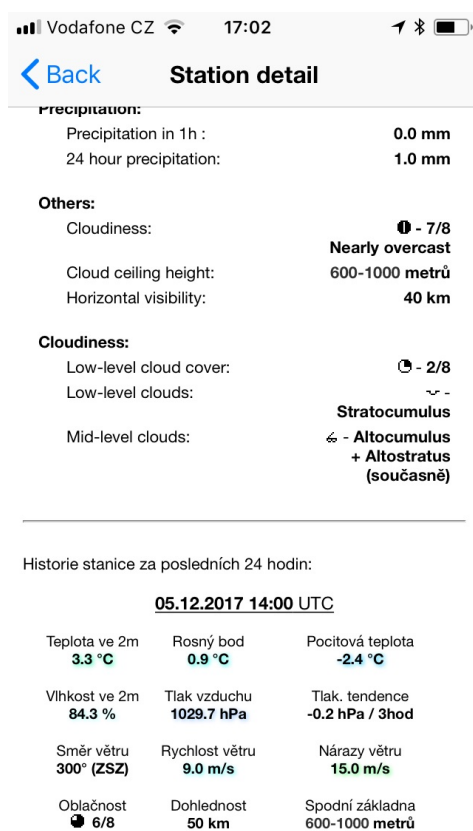 Vodafone CZ 17:02
Back Station detail
Precipitation:
Precipitation in 1h : 0.0 mm
24 hour precipitation: 1.0 mm
Others:
Cloudiness: - 7/8
Nearly overcast
Cloud ceiling height: 600-1000 metrů
Horizontal visibility: 40 km
Cloudiness:
Low-level cloud cover: - 2/8
Low-level clouds: -
Stratocumulus
Mid-level clouds: - Altocumulus
+ Altostratus
(současně)
Historie stanice za posledních 24 hodin:
05.12.2017 14:00 UTC
Teplota ve 2m Rosný bod Pocitová teplota
3.3 °C 0.9 °C -2.4 °C
Vlhkost ve 2m Tlak vzduchu Tlak. tendence
84.3 % 1029.7 hPa -0.2 hPa / 3hod
Směr větru Rychlost větru Nárazy větru
300° (ZSZ) 9.0 m/s 15.0 m/s
Oblačnost Dohlednost Spodní základna
6/8 50 km 600-1000 metrů